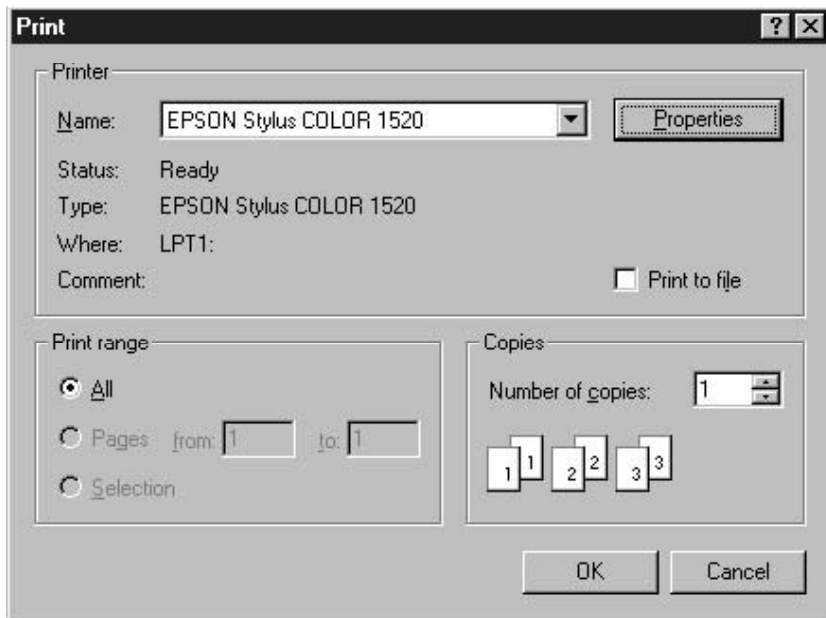 Print
Printer
Name: EPSON Stylus COLOR 1520 Properties
Status: Ready
Type: EPSON Stylus COLOR 1520
Where: LPT1:
Comment: Print to file
Print range
All
Pages from: 1 to: 1
Selection
Copies
Number of copies: 1
1 1 2 2 3 3
OK Cancel